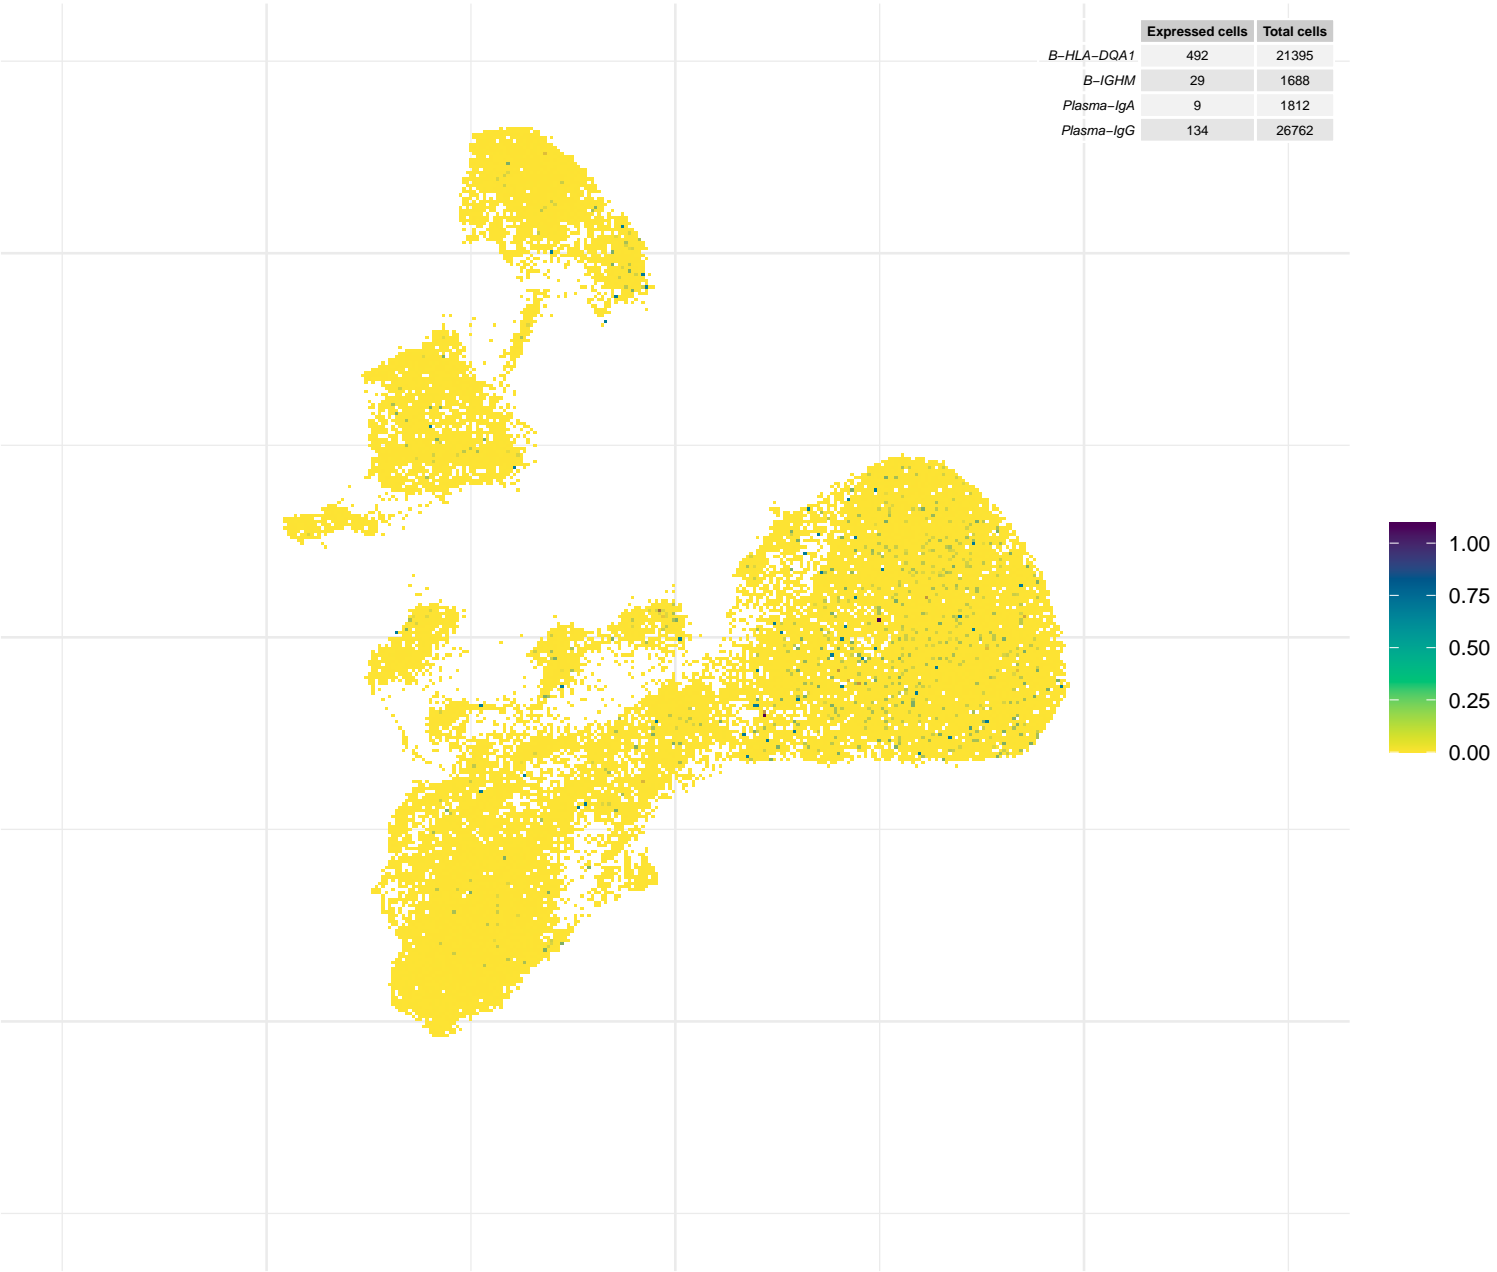 Expressed cells Total cells
B−HLA−DQA1 492 21395
B−IGHM 29 1688
Plasma−IgA 9 1812
Plasma−IgG 134 26762
1.00
0.75
0.50
0.25
0.00